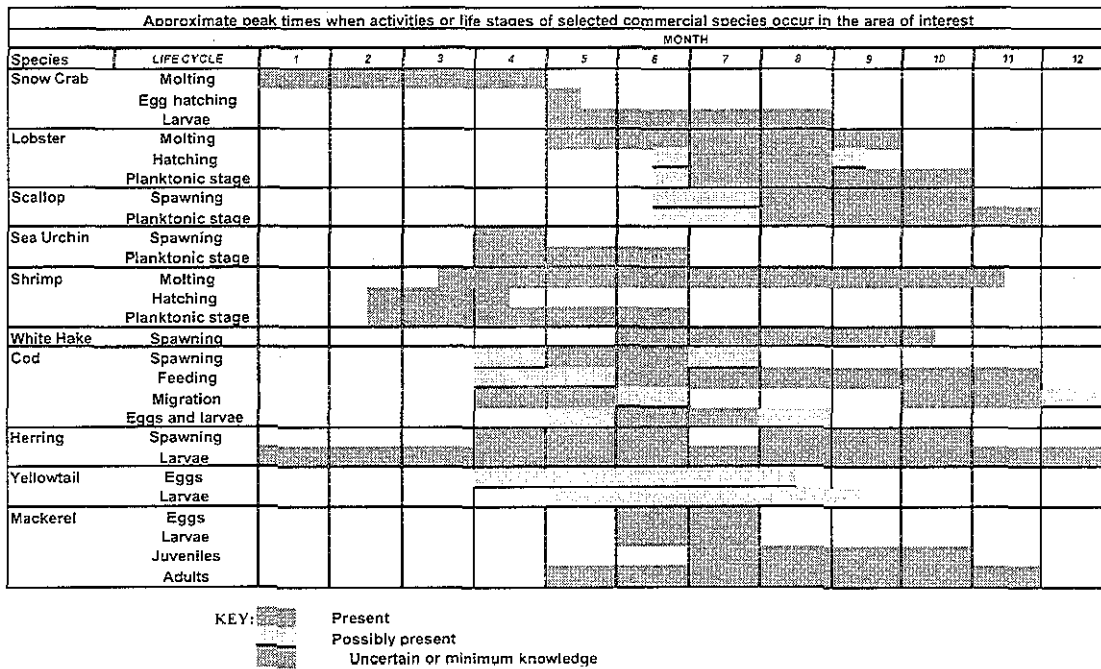 Approximate peak times when activities or life stages of selected commercial species occur in the area of interest
MONTH
Species LIFECYCLE 1 2 3 4 5 6 7 8 9 10 11 12
Snow Crab Molting
Egg hatching
Larvae
Lobster Molting
Hatching
Planktonic stage
Scallop Spawning
Planktonic stage
Sea Urchin Spawning
Planktonic stage
Shrimp Molting
Hatching
Planktonic stage
White Hake Spawning
Cod Spawning
Feeding
Migration
Eggs and larvae
Herring Spawning
Larvae
Yellowtail Eggs
Larvae
Mackerel Eggs
Larvae
Juveniles
Adults
KEY: Present
Possibly present
Uncertain or minimum knowledge